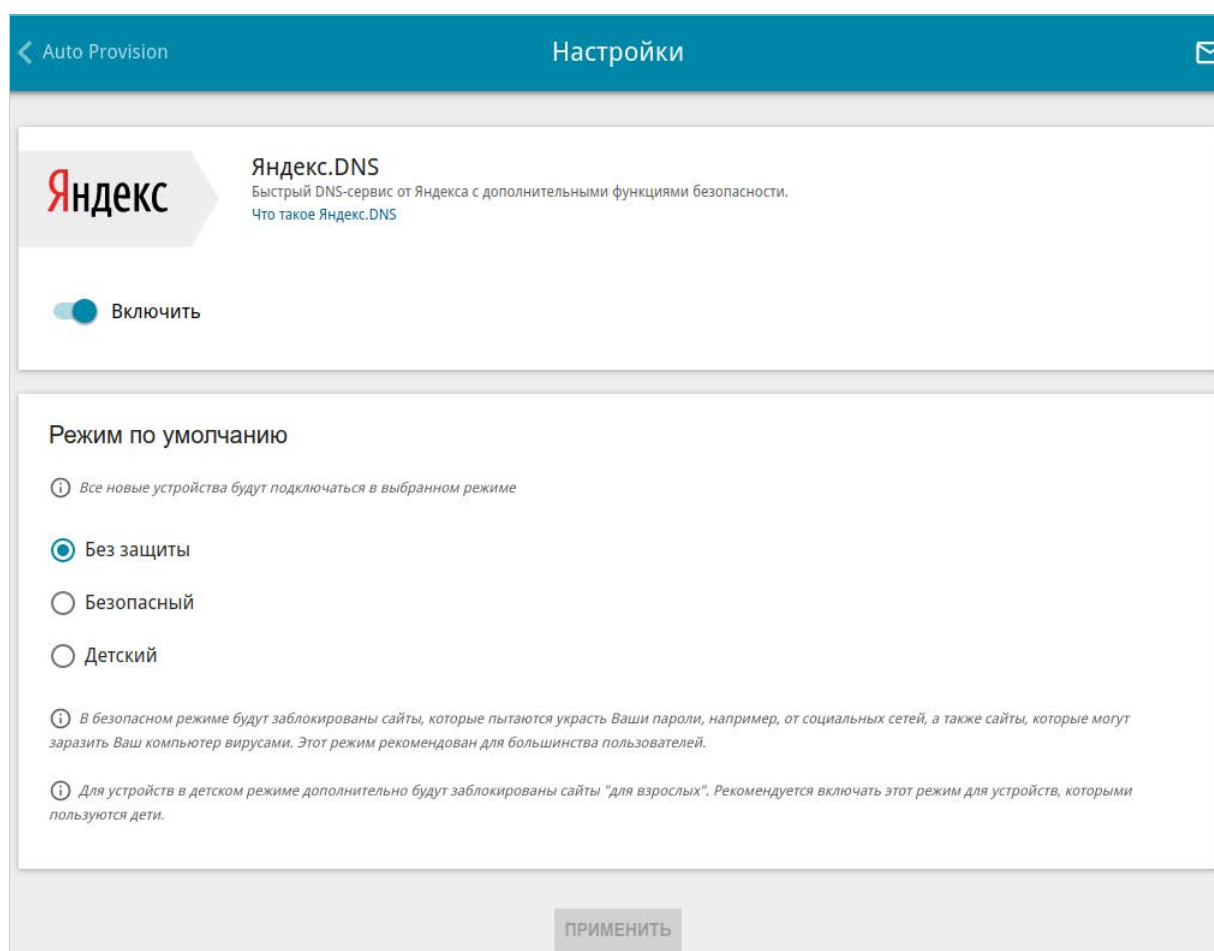 Auto Provision
Настройки
Яндекс
Яндекс.DNS
Быстрый DNS-сервис от Яндекса с дополнительными функциями безопасности.
Что такое Яндекс.DNS
Включить
Режим по умолчанию
Все новые устройства будут подключаться в выбранном режиме
Без защиты
Безопасный
Детский
В безопасном режиме будут заблокированы сайты, которые пытаются украсть Ваши пароли, например, от социальных сетей, а также сайты, которые могут
заразить Ваш компьютер вирусами. Этот режим рекомендован для большинства пользователей.
Для устройств в детском режиме дополнительно будут заблокированы сайты "для взрослых". Рекомендуется включать этот режим для устройств, которыми
пользуются дети.
ПРИМЕНИТЬ